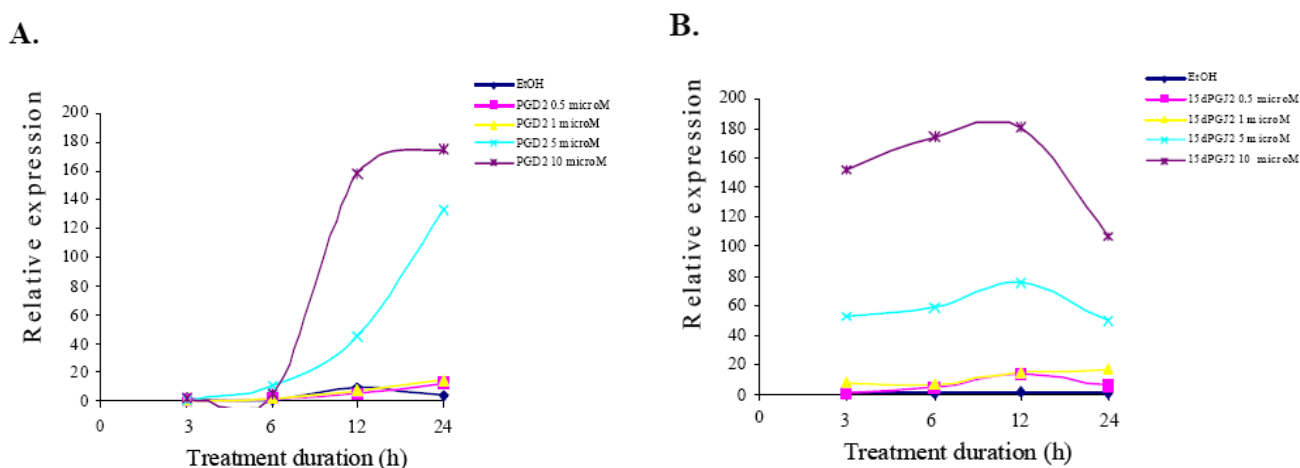 A.
EtOH
PGD2 0.5 microM
PGD2 1 microM
PGD2 5 microM
PGD2 10 microM
Relative expression
200
180
160
140
120
100
80
60
40
20
0
0 3 6 12 24
Treatment duration (h)
B.
EtOH
15dPGJ2 0.5 microM
15dPGJ2 1 microM
15dPGJ2 5 microM
15dPGJ2 10 microM
Relative expression
200
180
160
140
120
100
80
60
40
20
0
0 3 6 12 24
Treatment duration (h)